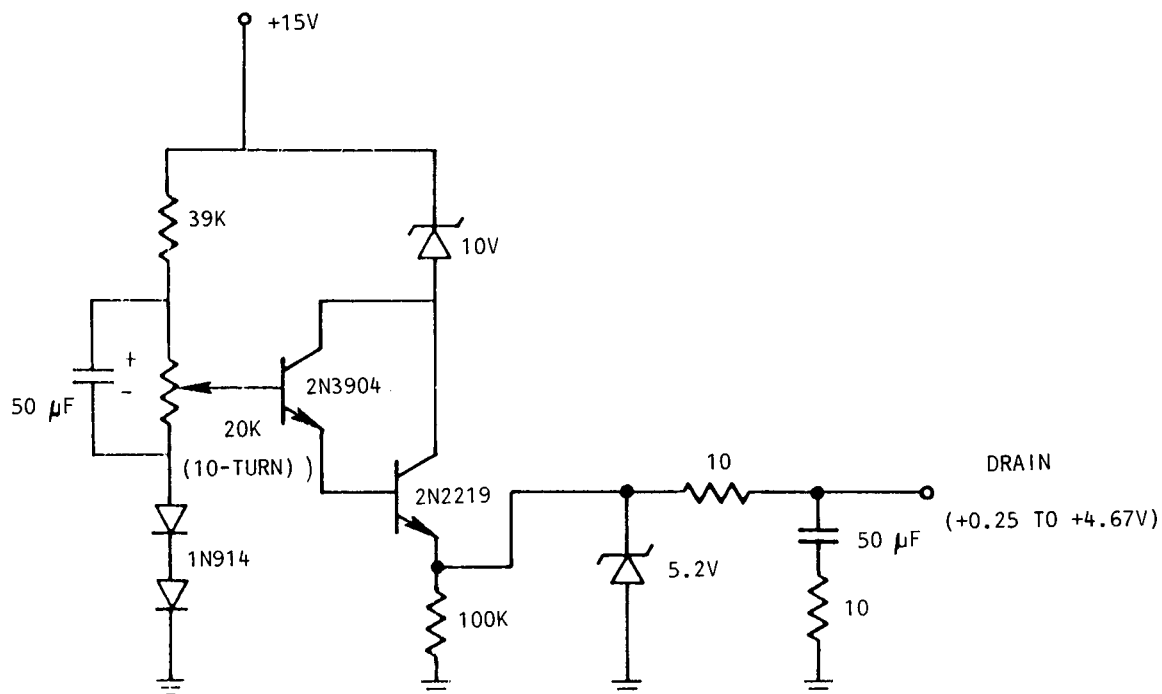 +15V
39K
10V
+
-
50 μF
2N3904
20K
(10-TURN) )
2N2219
10
DRAIN
(+0.25 TO +4.67V)
1N914
5.2V
50 μF
100K
10